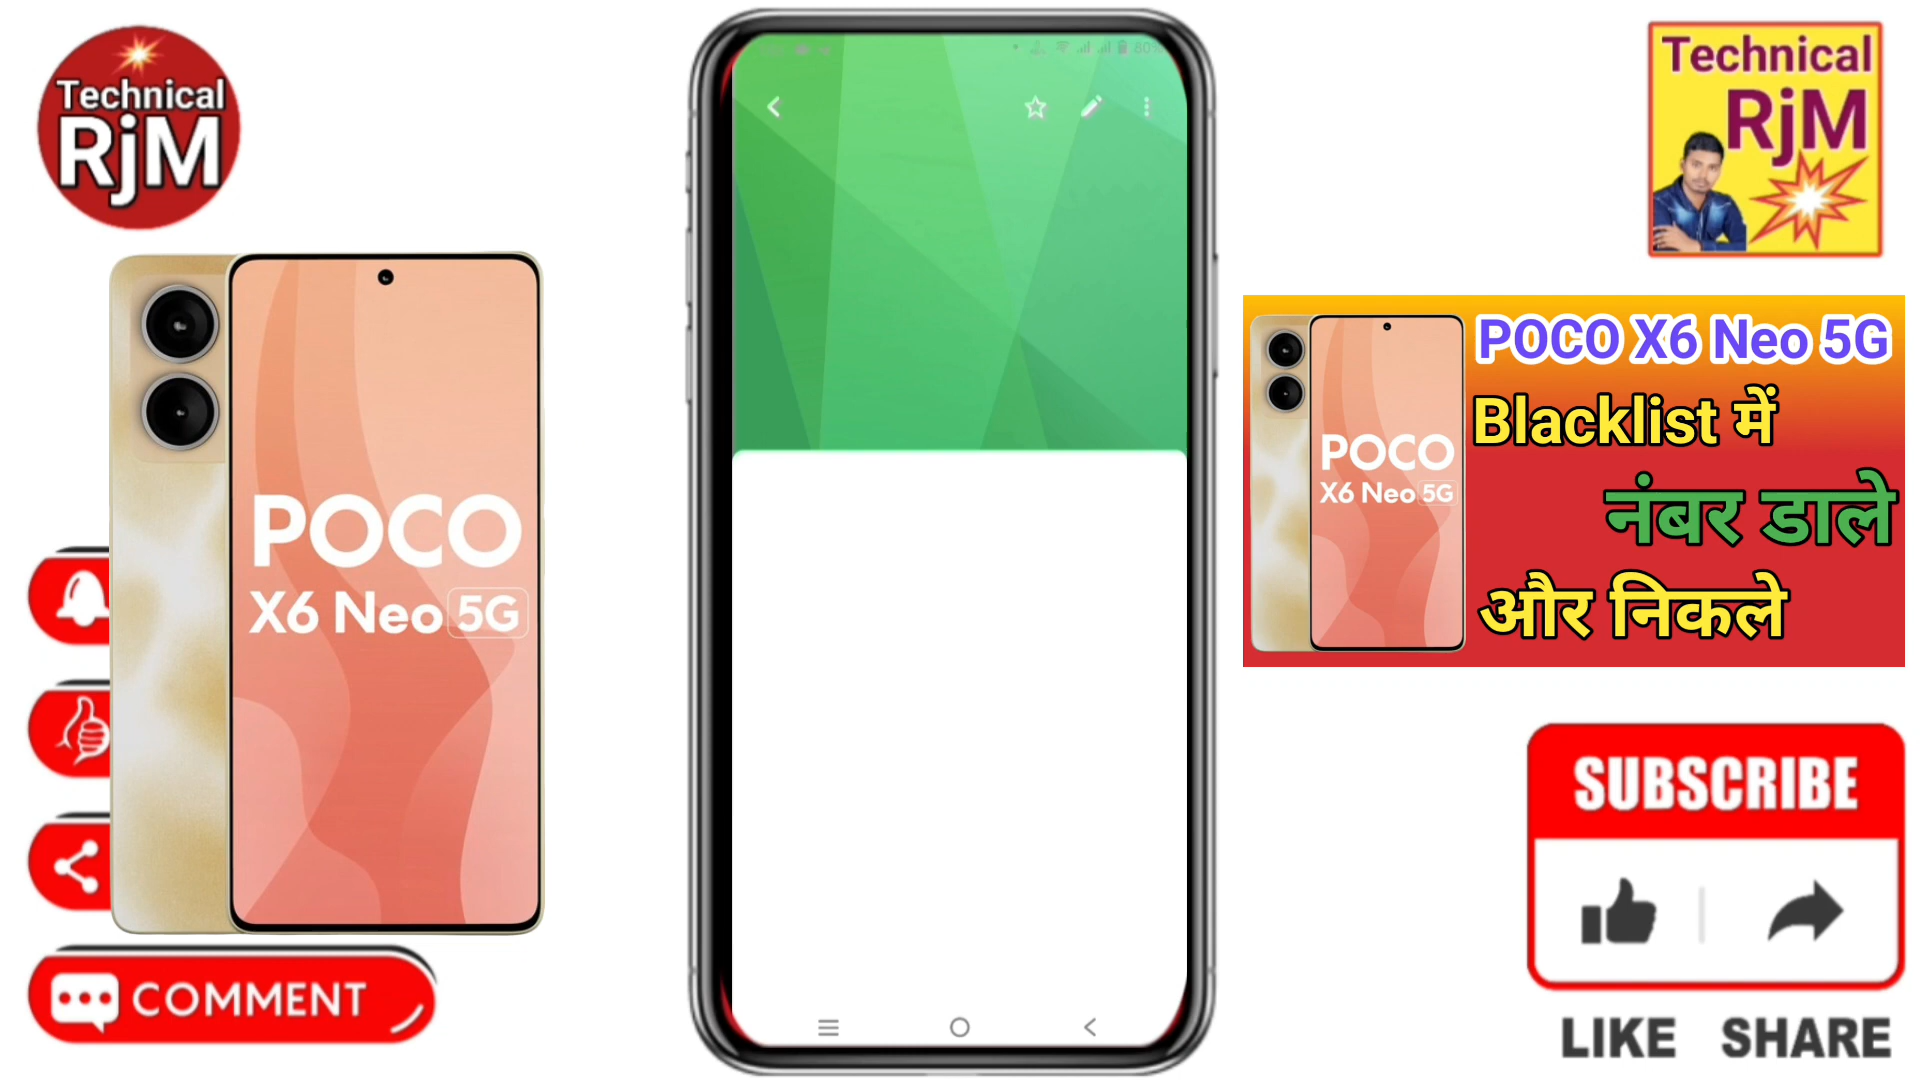 Technical
RjM
POCO
X6 Neo 5G
COMMENT
80%
Technical
RjM
POCO X6 Neo 5G
Blacklist में
नंबर डाले
और निकले
POCO
X6 Neo 5G
SUBSCRIBE
LIKE SHARE